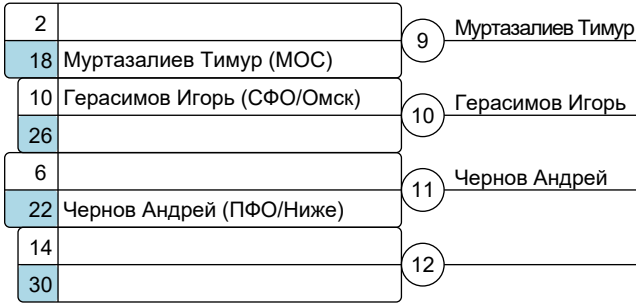 2
9 Муртазалиев Тимур
18 Муртазалиев Тимур (МОС)
10 Герасимов Игорь (СФО/Омск)
10 Герасимов Игорь
26
6
11 Чернов Андрей
22 Чернов Андрей (ПФО/Ниже)
14
12
30